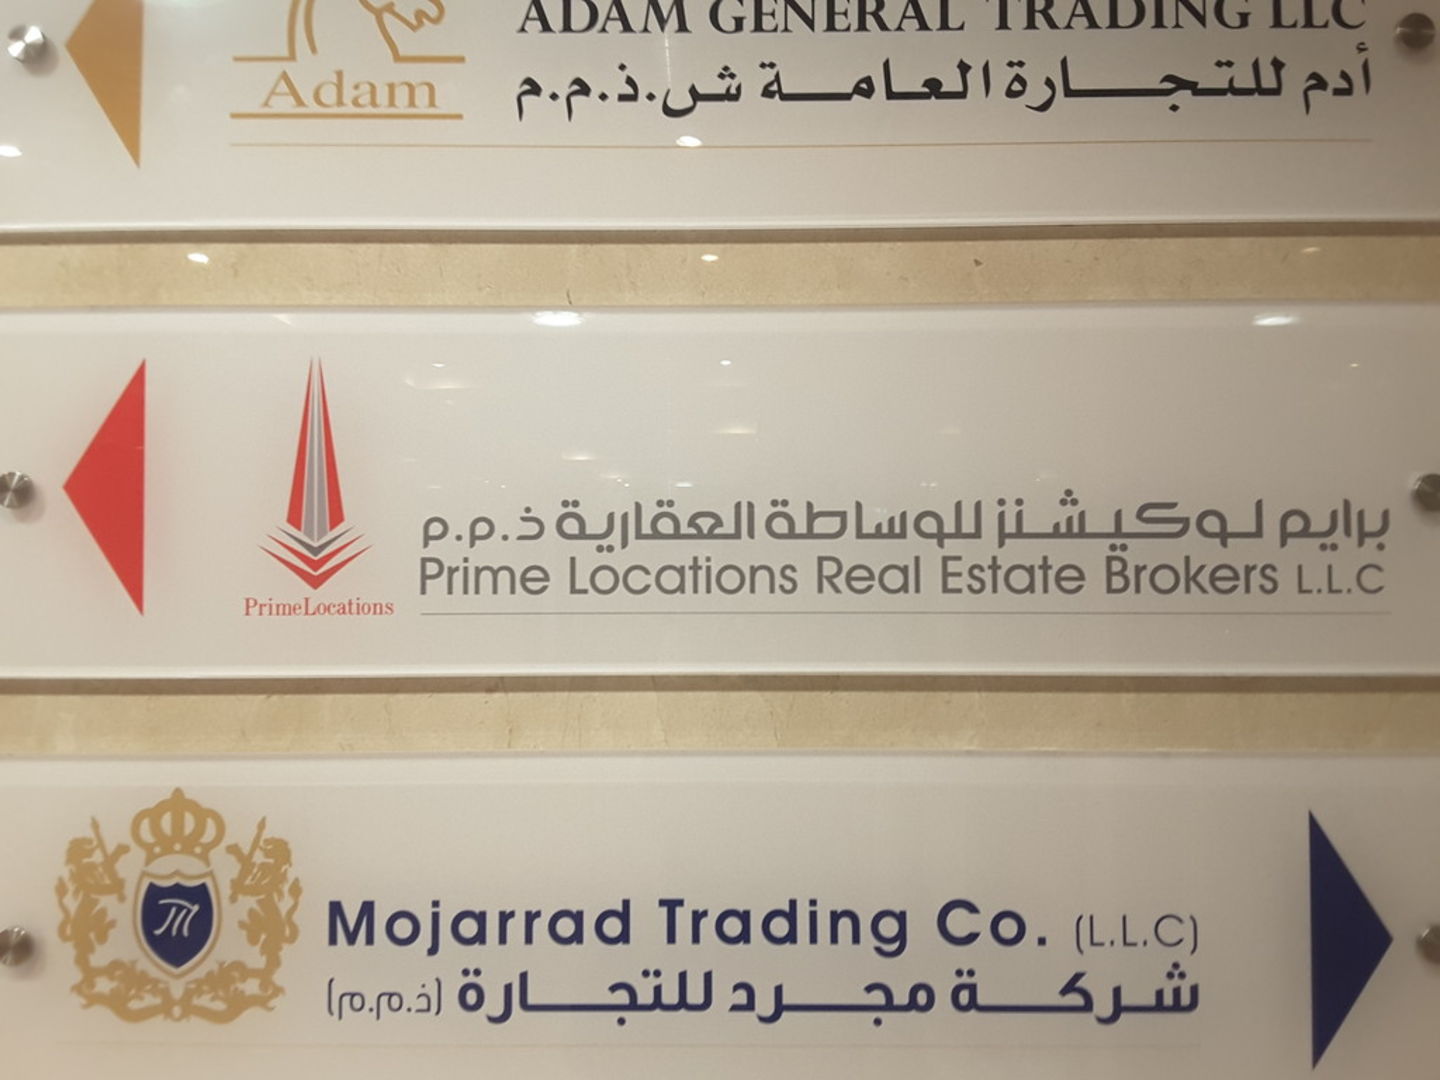 ADAM GENERAL TRADING LLC
Adam
أدم للتجارة العامة ش.ذ.م.م
برايم لوكيشنز للوساطة العقارية ذ.م.م
Prime Locations Real Estate Brokers L.L.C
PrimeLocations
Mojarrad Trading Co. (L.L.C)
شركة مجرد للتجارة (ذ.م.م)